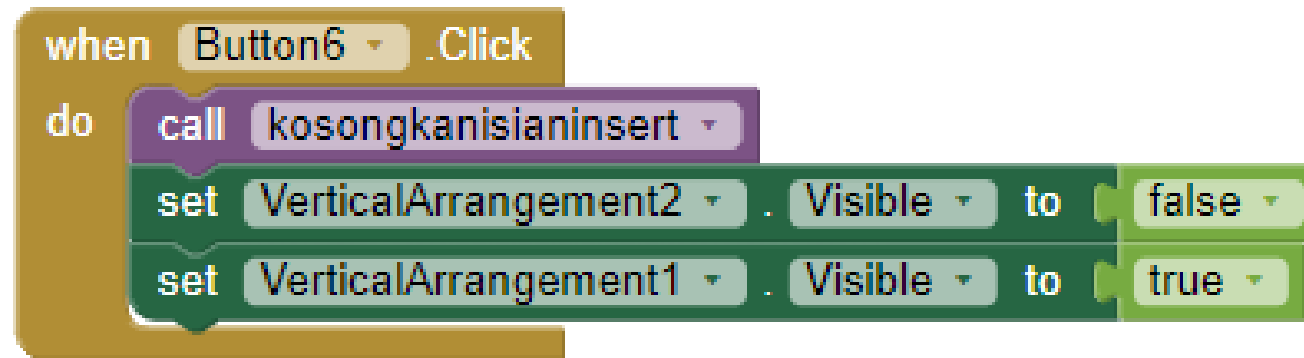 when Button6 .Click
do call kosongkanisianinsert
set VerticalArrangement2 . Visible to false
set VerticalArrangement1 . Visible to true